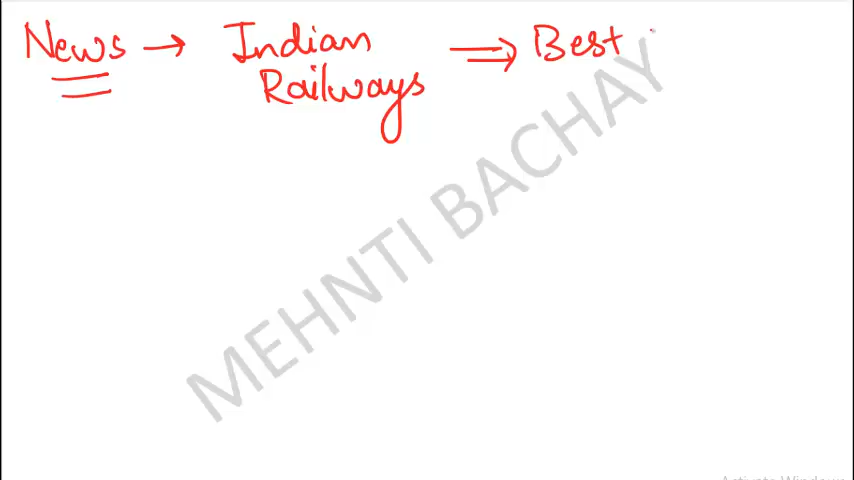 News → Indian ⇒ Best
Railways
MEHNTI BACHAY